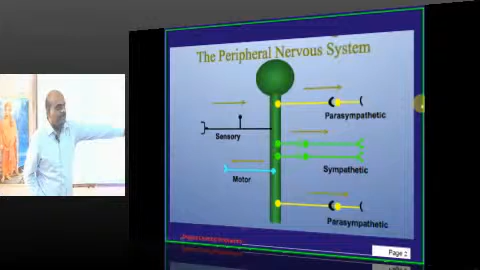 The Peripheral Nervous System
Parasympathetic
Sensory
Sympathetic
Motor
Parasympathetic
Page 2